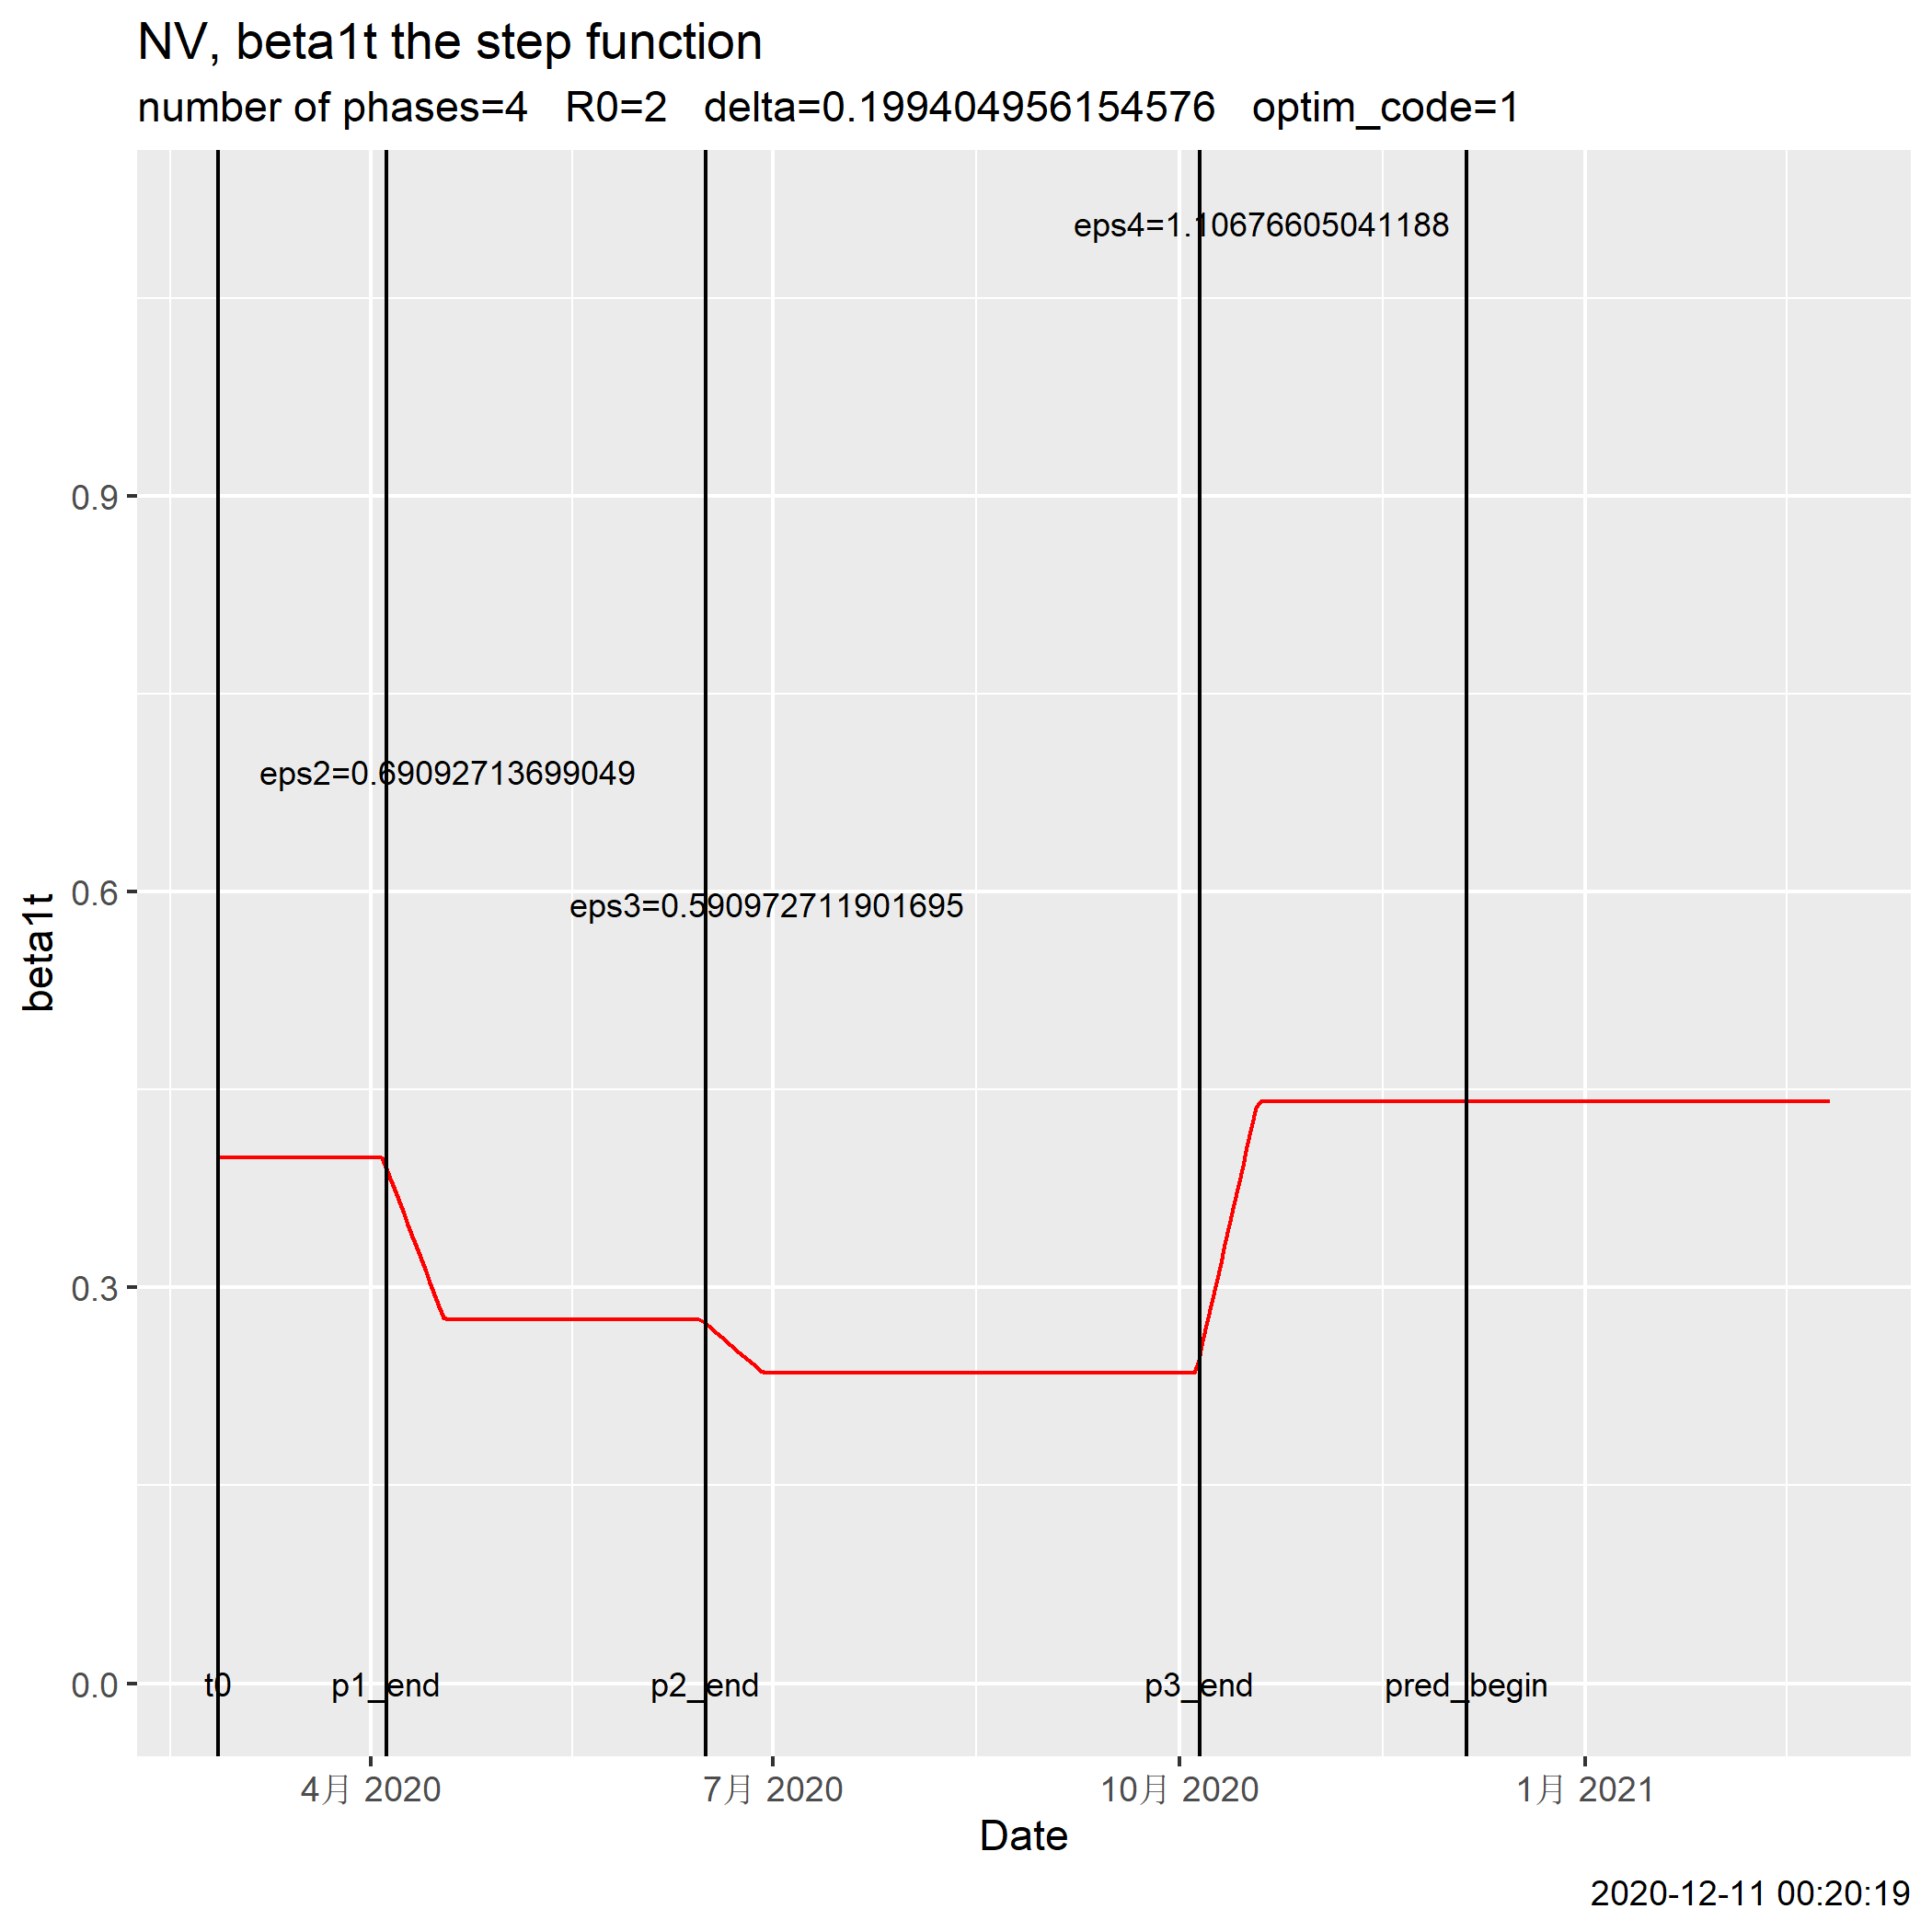 NV, beta1t the step function
number of phases=4   R0=2   delta=0.199404956154576   optim_code=1
eps4=1.10676605041188
0.9
eps2=0.69092713699049
0.6
eps3=0.590972711901695
beta1t
0.3
0.0
t0
p1_end
p2_end
p3_end
pred_begin
4月 2020
7月 2020
10月 2020
1月 2021
Date
2020-12-11 00:20:19